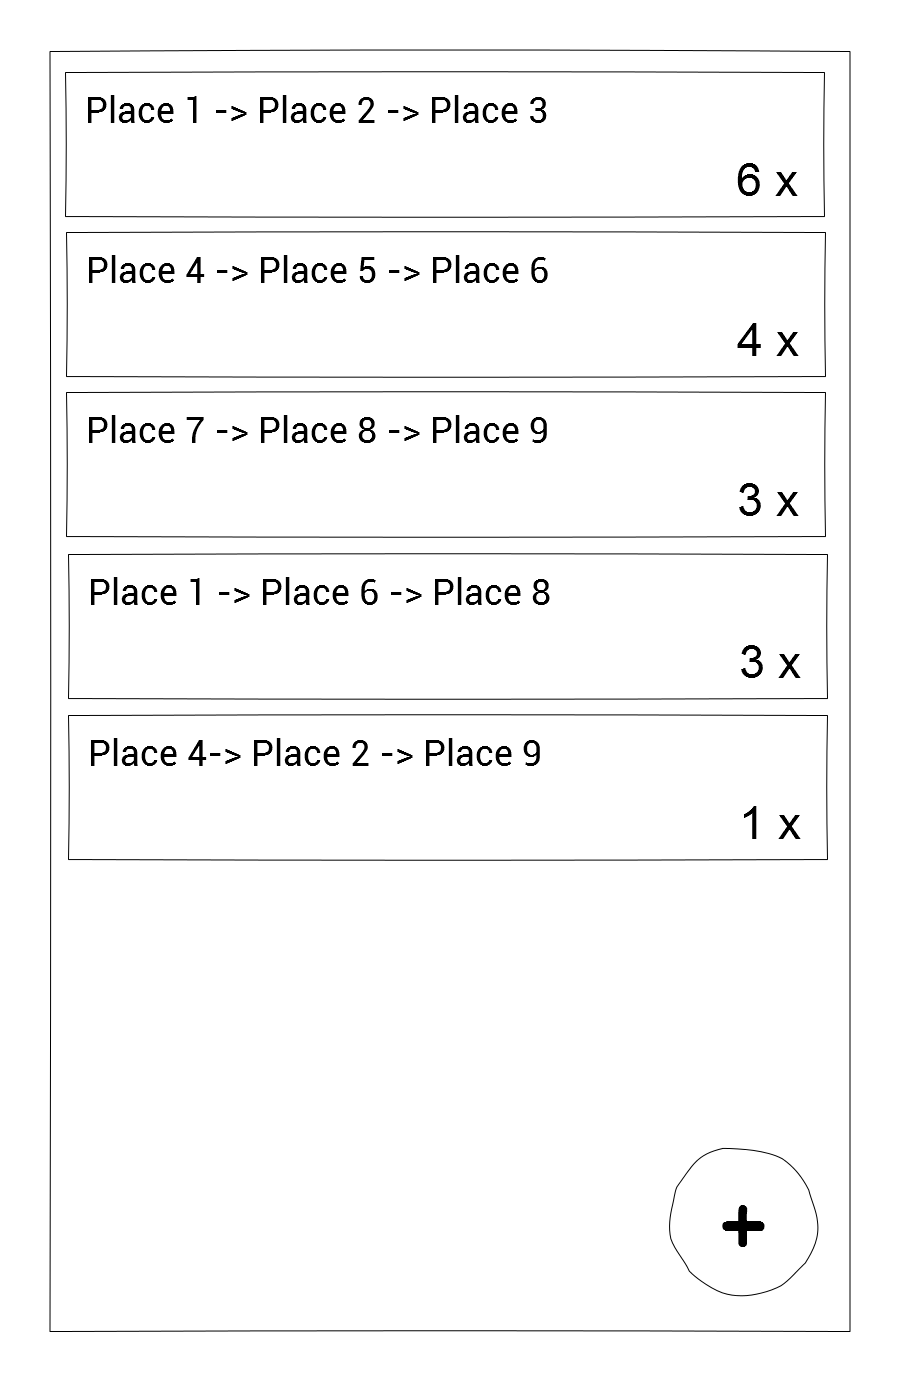 Place 1 -> Place 2 -> Place 3
6 x
Place 4 -> Place 5 -> Place 6
4 x
Place 7 -> Place 8 -> Place 9
3 x
Place 1 -> Place 6 -> Place 8
3 x
Place 4-> Place 2 -> Place 9
1 x
+